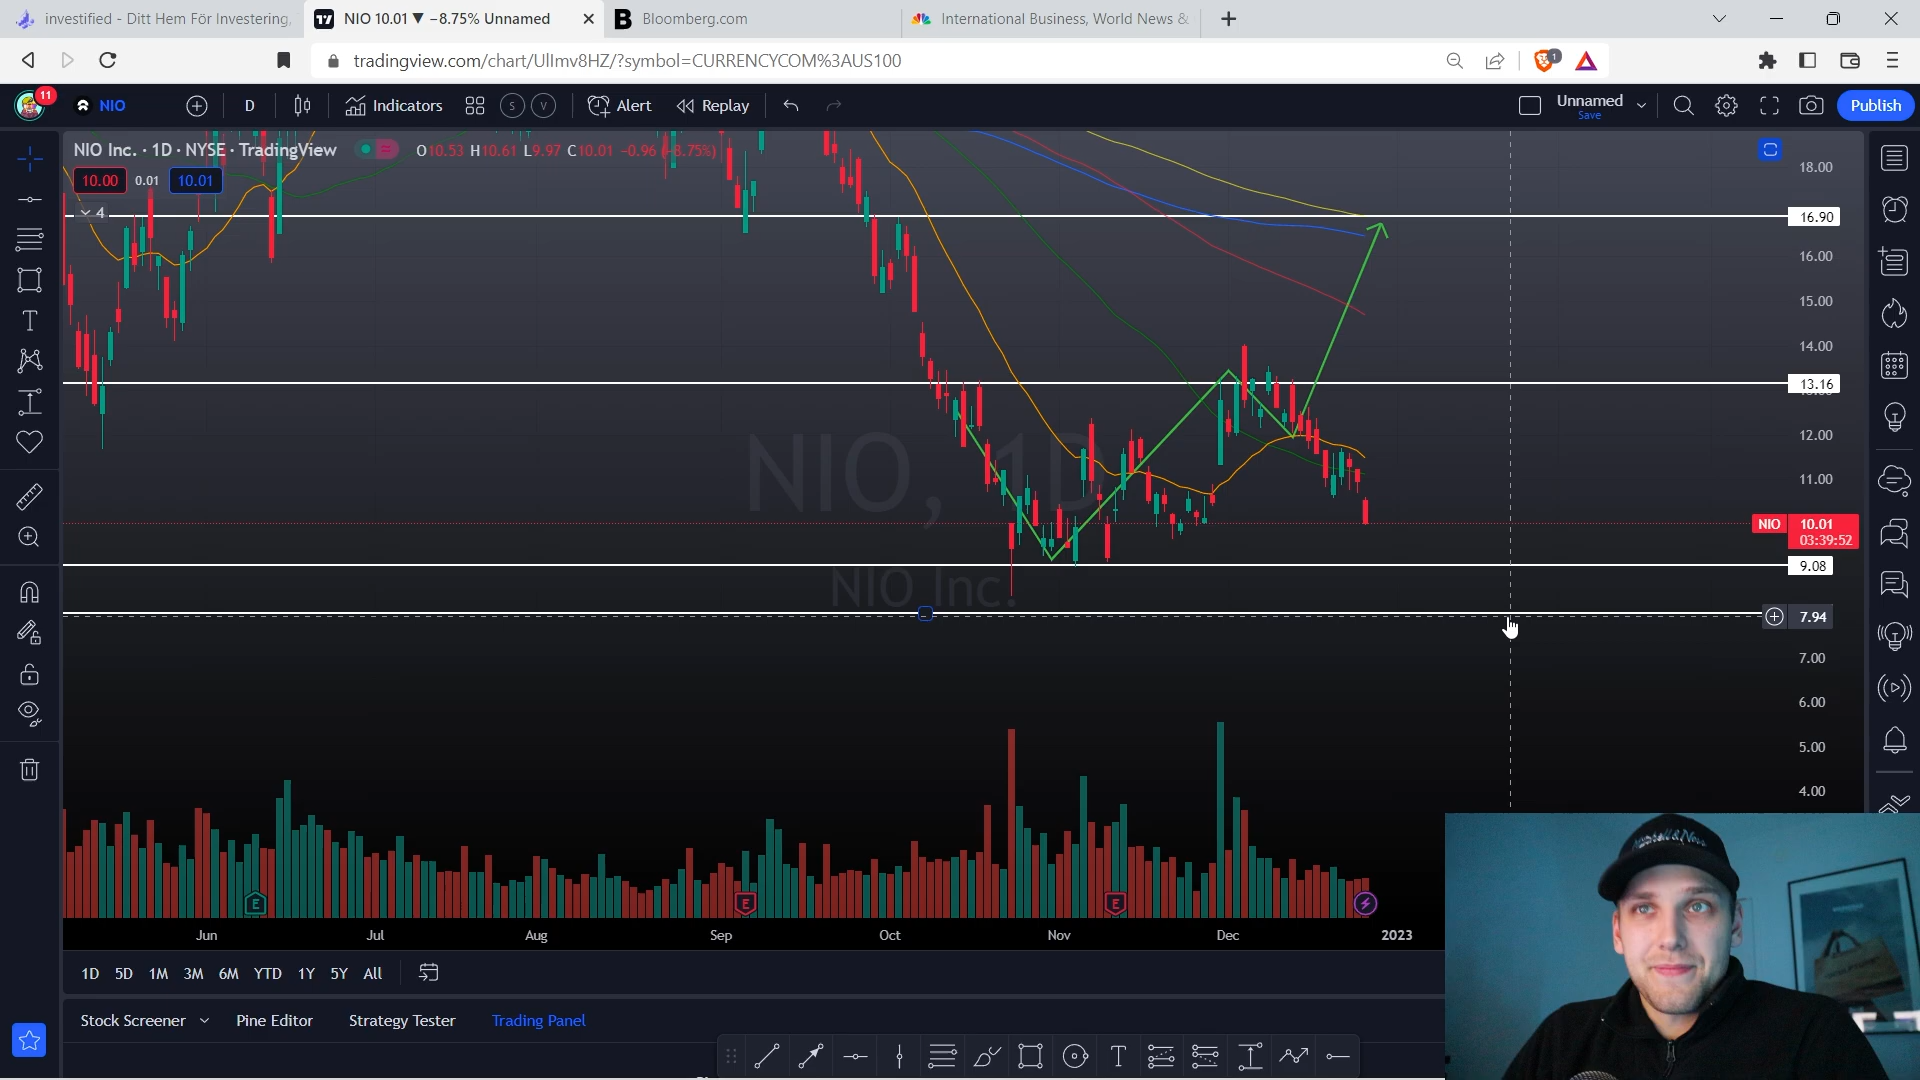 investified - Ditt Hem För Investering,
NIO 10.01 ▼ −8.75% Unnamed
Bloomberg.com
International Business, World News &
tradingview.com/chart/UlImv8HZ/?symbol=CURRENCYCOM%3AUS100
1
11
NIO
D
Indicators
S
V
Alert
Replay
Unnamed
Save
Publish
NIO Inc. · 1D · NYSE · TradingView
O10.53 H10.61 L9.97 C10.01 −0.96 (−8.75%)
10.00
0.01
10.01
4
18.00
16.90
16.00
15.00
14.00
13.16
12.00
11.00
NIO 10.01
03:39:52
9.08
7.94
7.00
6.00
5.00
4.00
NIO, 1D
NIO Inc.
E
E
E
Jun
Jul
Aug
Sep
Oct
Nov
Dec
2023
1D 5D 1M 3M 6M YTD 1Y 5Y All
Stock Screener
Pine Editor
Strategy Tester
Trading Panel